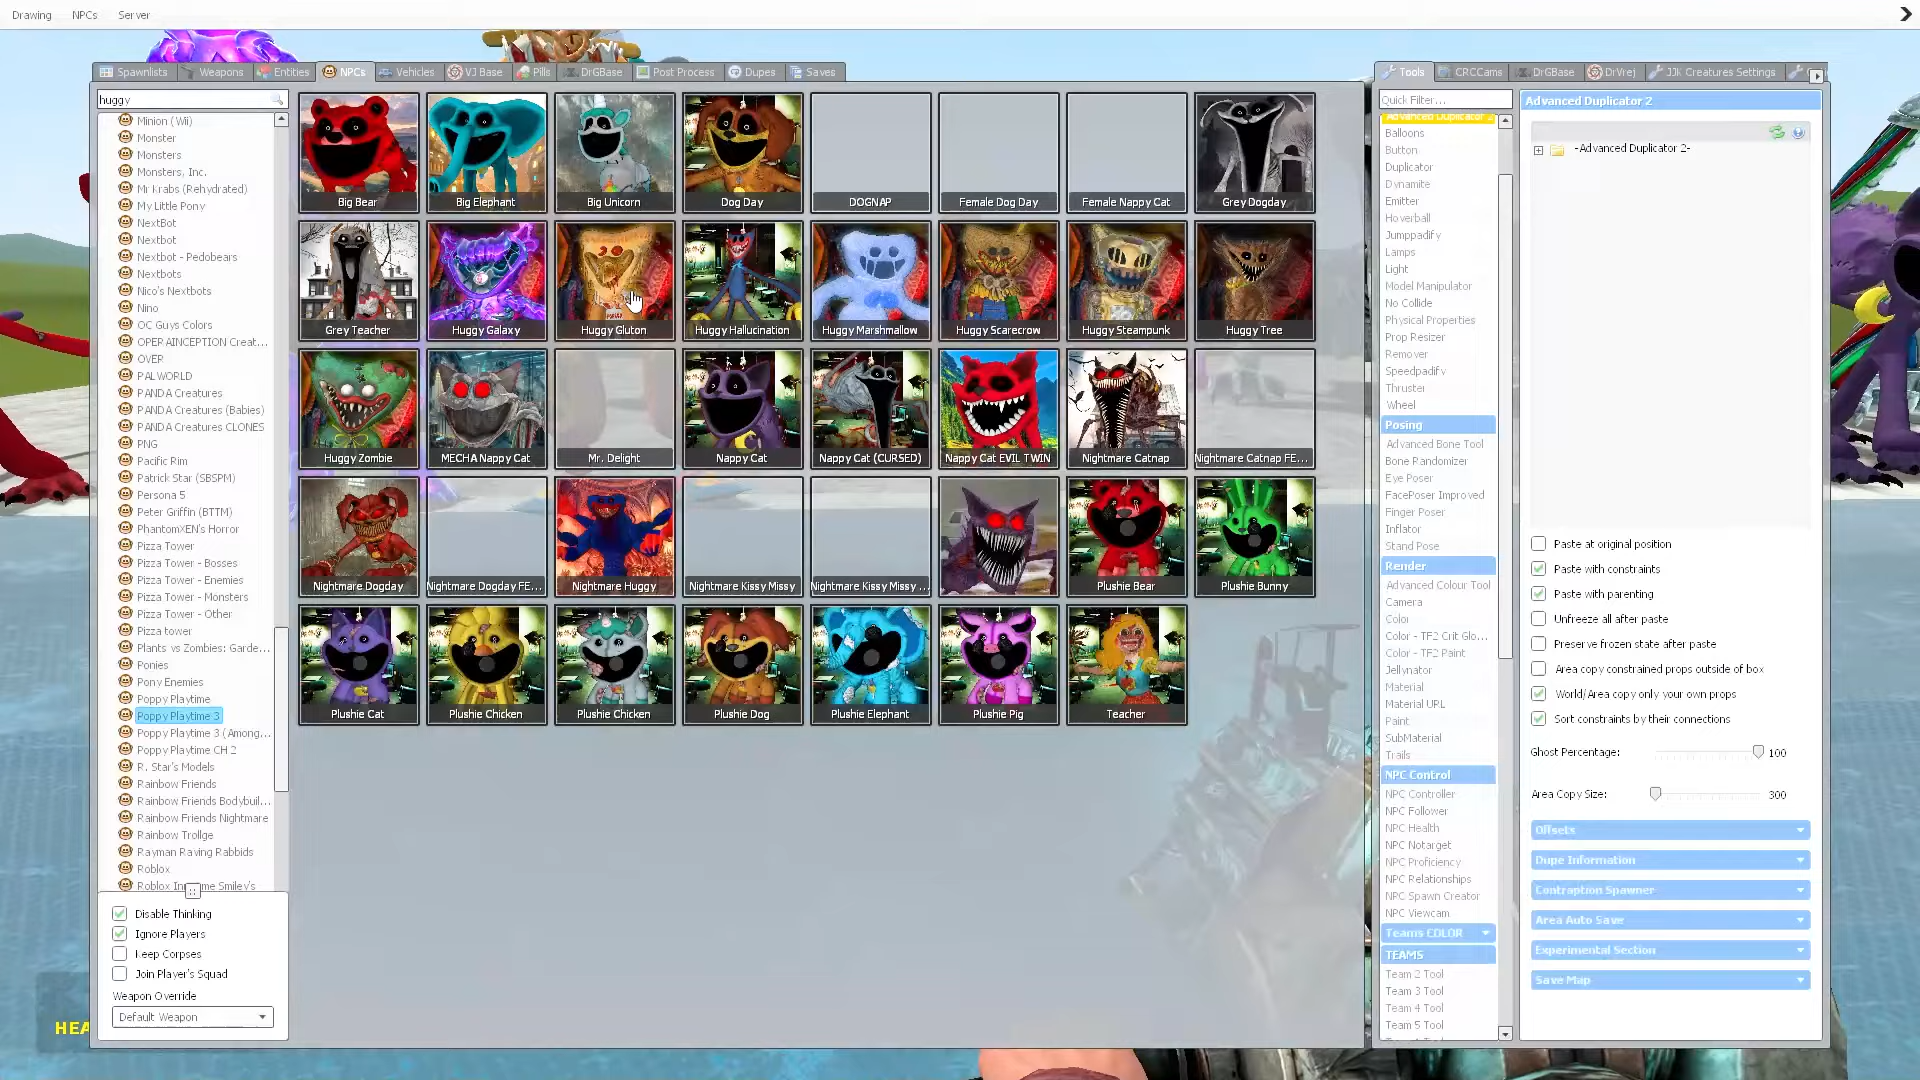 Drawing NPCs Server
Spawnlists Weapons Entities NPCs Vehicles VJ Base Pills DrGBase Post Process Dupes Saves
Tools CRCCams DrGBase DrVrej JJK Creatures Settings
huggy
Minion (Wii)
Monster
Monsters
Monsters, Inc.
Mr Krabs (Rehydrated)
My Little Pony
NextBot
Nextbot
Nextbot - Pedobears
Nextbots
Nico's Nextbots
Nino
OC Guys Colors
OPERAINCEPTION Creat...
OVER
PALWORLD
PANDA Creatures
PANDA Creatures (Babies)
PANDA Creatures CLONES
PNG
Pacific Rim
Patrick Star (SBSPM)
Persona 5
Peter Griffin (BTTM)
PhantomXEN's Horror
Pizza Tower
Pizza Tower - Bosses
Pizza Tower - Enemies
Pizza Tower - Monsters
Pizza Tower - Other
Pizza tower
Plants vs Zombies: Garde...
Ponies
Pony Enemies
Poppy Playtime
Poppy Playtime 3
Poppy Playtime 3 (Among...
Poppy Playtime CH 2
R. Star's Models
Rainbow Friends
Rainbow Friends Bodybuil...
Rainbow Friends Nightmare
Rainbow Trollge
Rayman Raving Rabbids
Roblox
Disable Thinking
Ignore Players
Keep Corpses
Join Player's Squad
Weapon Override
Default Weapon
HEA
Big Bear Big Elephant Big Unicorn Dog Day DOGNAP Female Dog Day Female Nappy Cat Grey Dogday
Grey Teacher Huggy Galaxy Huggy Gluton Huggy Hallucination Huggy Marshmallow Huggy Scarecrow Huggy Steampunk Huggy Tree
Huggy Zombie MECHA Nappy Cat Mr. Delight Nappy Cat Nappy Cat (CURSED) Nappy Cat EVIL TWIN Nightmare Catnap Nightmare Catnap FE...
Nightmare Dogday Nightmare Dogday FE... Nightmare Huggy Nightmare Kissy Missy Nightmare Kissy Missy ... Plushie Bear Plushie Bunny
Plushie Cat Plushie Chicken Plushie Chicken Plushie Dog Plushie Elephant Plushie Pig Teacher
Quick Filter...
Advanced Duplicator 2
Balloons
Button
Duplicator
Dynamite
Emitter
Hoverball
Jumppadify
Lamps
Light
Model Manipulator
No Collide
Physical Properties
Prop Resizer
Remover
Speedpadify
Thruster
Wheel
Posing
Advanced Bone Tool
Bone Randomizer
Eye Poser
FacePoser Improved
Finger Poser
Inflator
Stand Pose
Render
Advanced Colour Tool
Camera
Color
Color - TF2 Crit Glo...
Color - TF2 Paint
Jellynator
Material
Material URL
Paint
SubMaterial
Trails
NPC Control
NPC Controller
NPC Follower
NPC Health
NPC Notarget
NPC Proficiency
NPC Relationships
NPC Spawn Creator
NPC Viewcam
Teams COLOR
TEAMS
Team 2 Tool
Team 3 Tool
Team 4 Tool
Team 5 Tool
Advanced Duplicator 2
-Advanced Duplicator 2-
Paste at original position
Paste with constraints
Paste with parenting
Unfreeze all after paste
Preserve frozen state after paste
Area copy constrained props outside of box
World/Area copy only your own props
Sort constraints by their connections
Ghost Percentage: 100
Area Copy Size: 300
Offsets
Dupe Information
Contraption Spawner
Area Auto Save
Experimental Section
Save Map